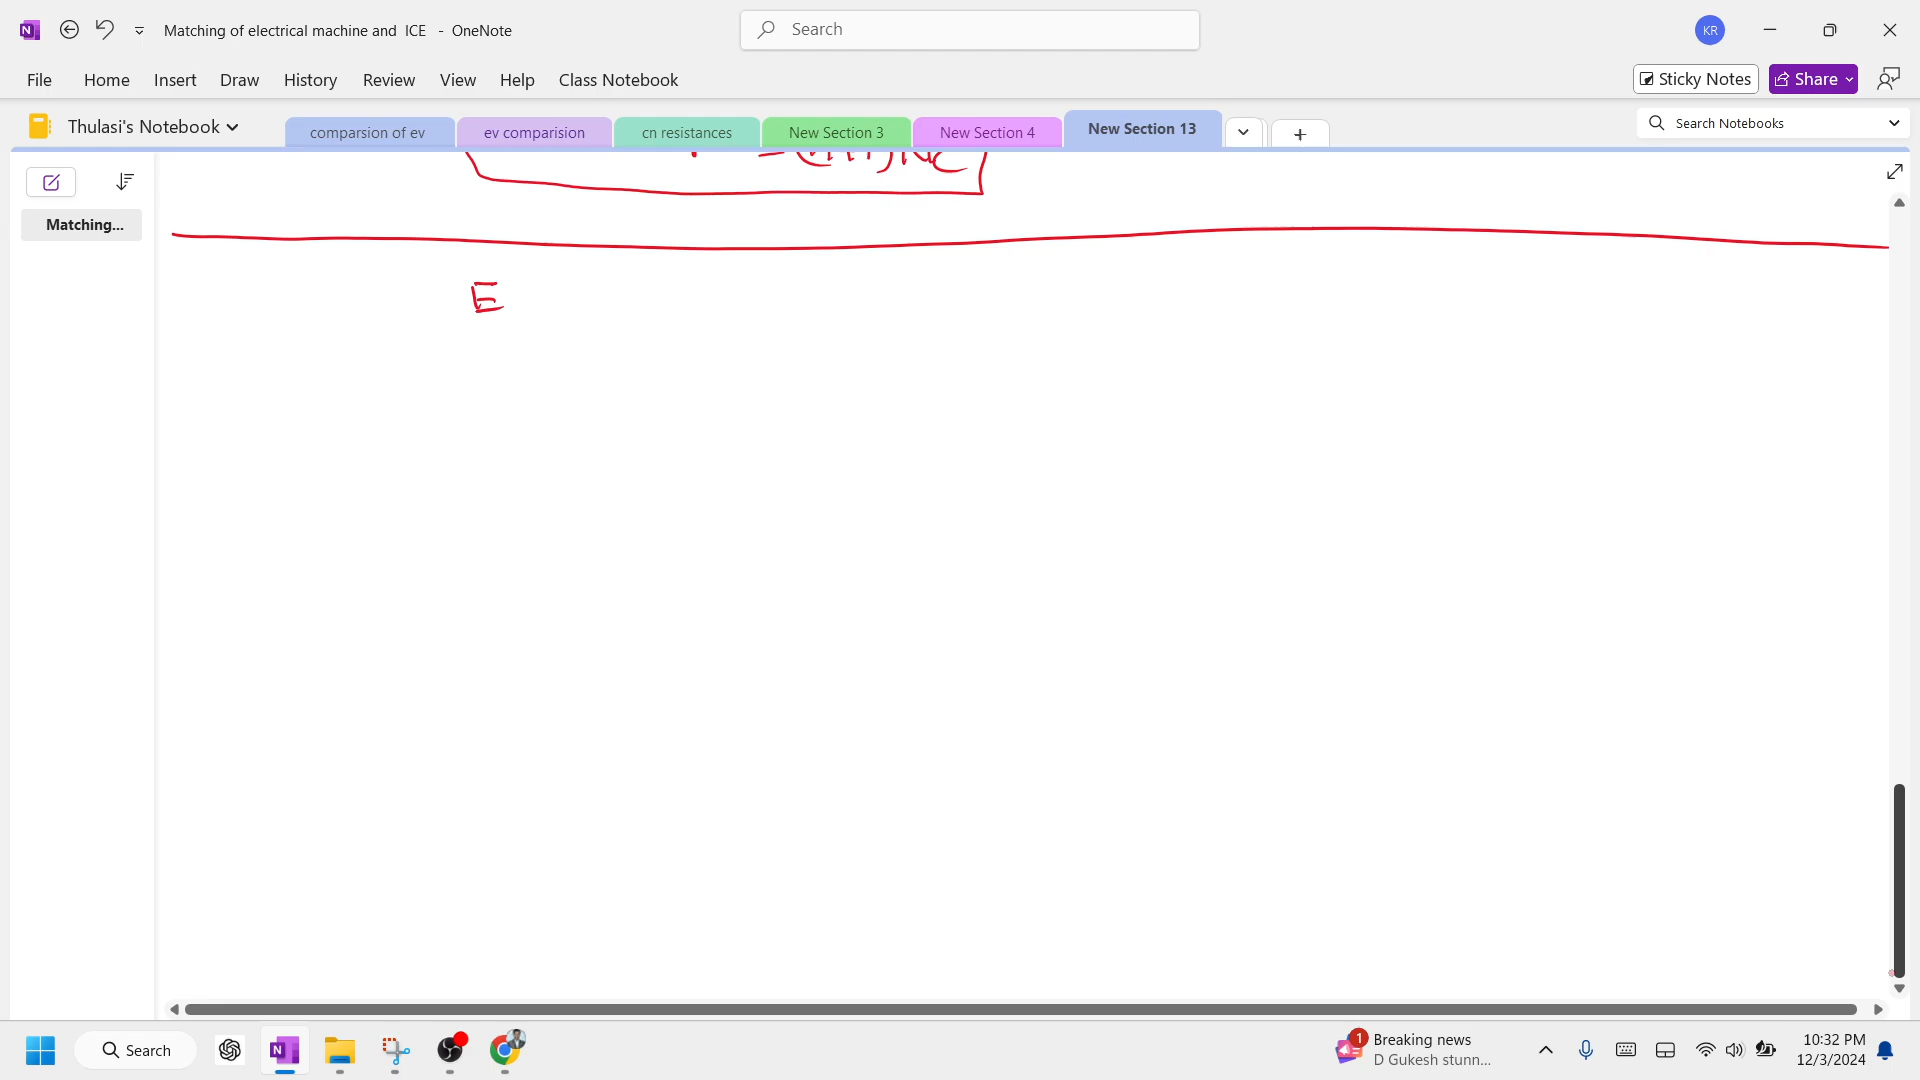 Matching of electrical machine and ICE - OneNote
Search
KR
File Home Insert Draw History Review View Help Class Notebook
Sticky Notes Share
Thulasi's Notebook
comparsion of ev
ev comparision
cn resistances
New Section 3
New Section 4
New Section 13
+
Search Notebooks
Matching...
E
Search
1
Breaking news
D Gukesh stunn...
10:32 PM
12/3/2024